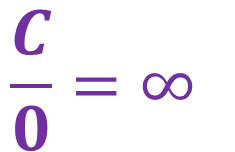 C/0 = ∞